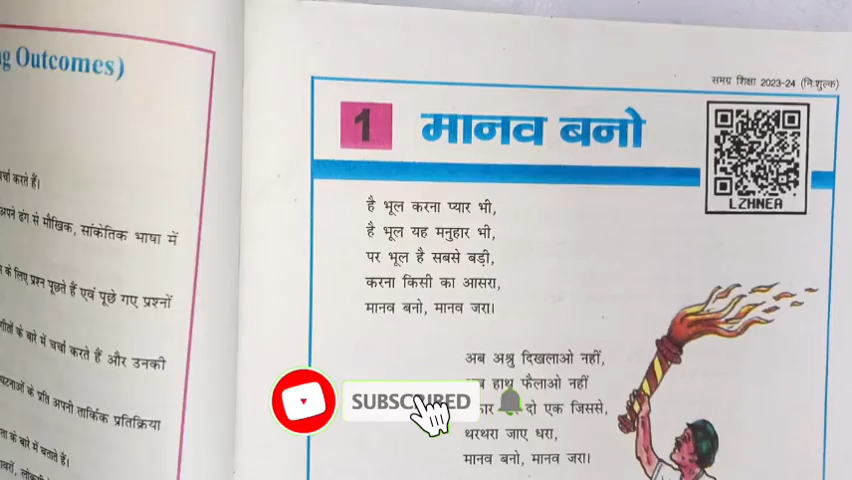 g Outcomes)
चर्चा करते हैं।
अपने ढंग से मौखिक, सांकेतिक भाषा में
के लिए प्रश्न पूछते हैं एवं पूछे गए प्रश्नों
गीतों के बारे में चर्चा करते हैं और उनकी
घटनाओं के प्रति अपनी तार्किक प्रतिक्रिया
ता के बारे में बताते हैं।
समग्र शिक्षा 2023-24 (निःशुल्क)
1 मानव बनो
LZHNEA
है भूल करना प्यार भी,
है भूल यह मनुहार भी,
पर भूल है सबसे बड़ी,
करना किसी का आसरा,
मानव बनो, मानव जरा।
अब अश्रु दिखलाओ नहीं,
हाथ फैलाओ नहीं
दो एक जिससे,
थरथरा जाए धरा,
मानव बनो, मानव जरा।
SUBSCRIBED